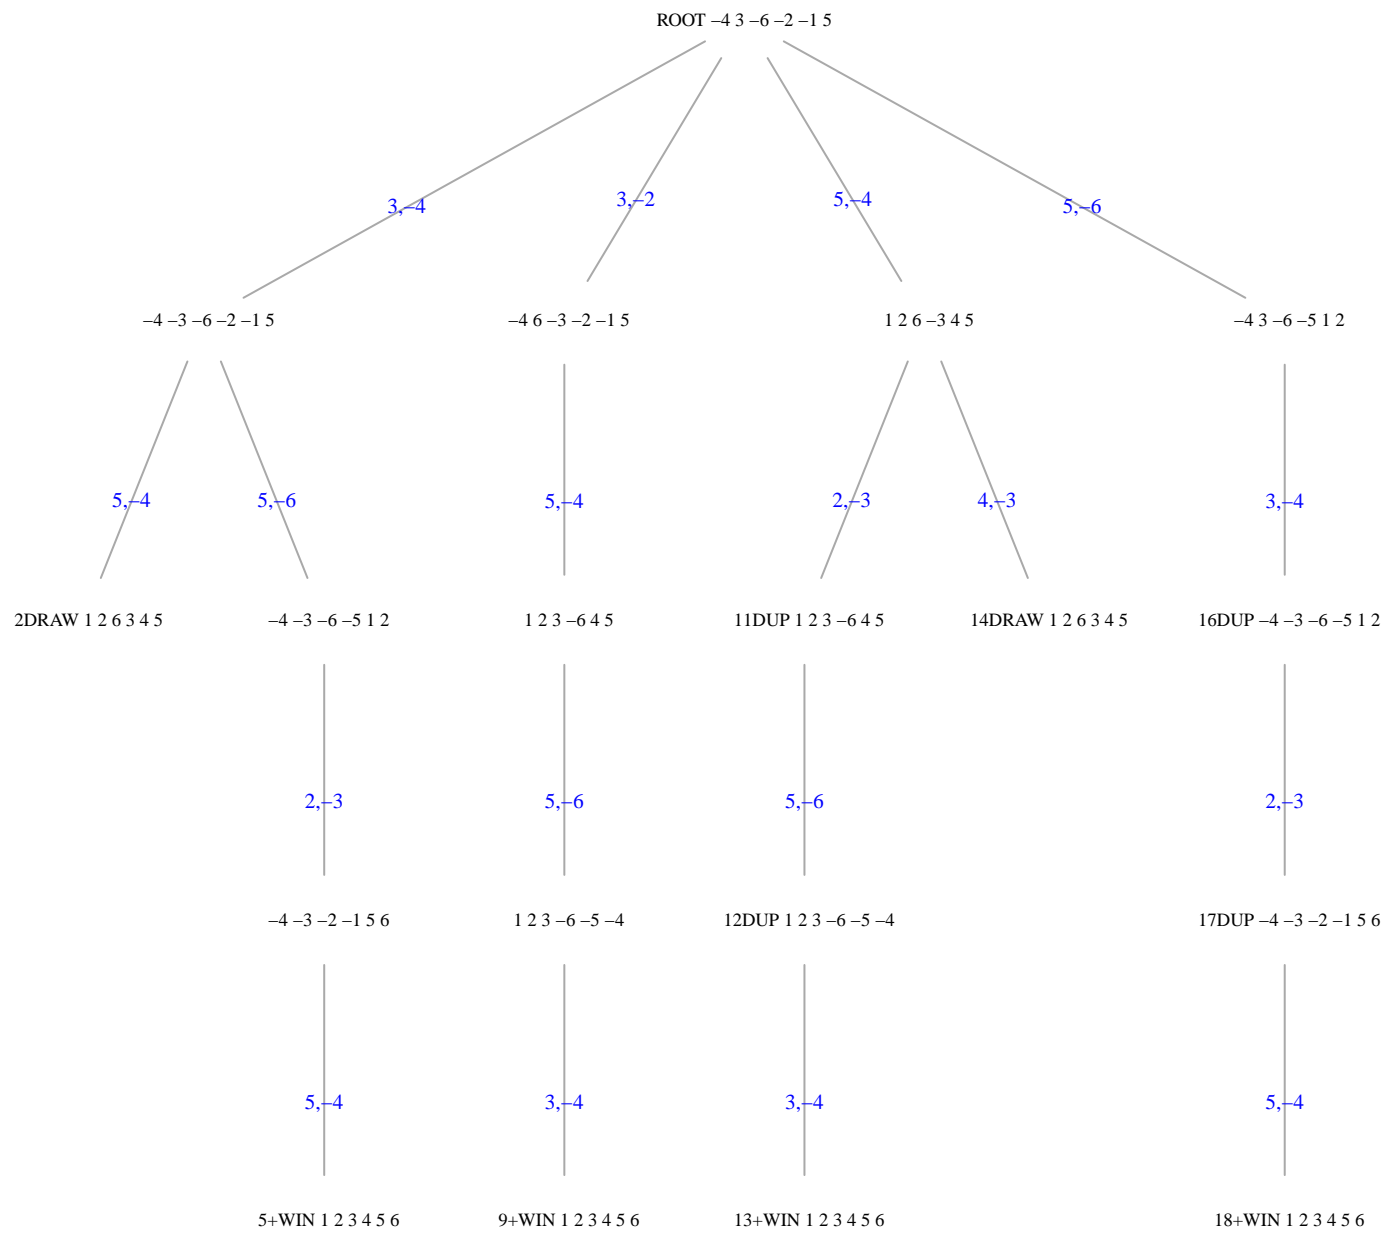 ROOT –4 3 –6 –2 –1 5
3,–4
3,–2
5,–4
5,–6
–4 –3 –6 –2 –1 5
–4 6 –3 –2 –1 5
1 2 6 –3 4 5
–4 3 –6 –5 1 2
5,–4
5,–6
5,–4
2,–3
4,–3
3,–4
2DRAW 1 2 6 3 4 5
–4 –3 –6 –5 1 2
1 2 3 –6 4 5
11DUP 1 2 3 –6 4 5
14DRAW 1 2 6 3 4 5
16DUP –4 –3 –6 –5 1 2
2,–3
5,–6
5,–6
2,–3
–4 –3 –2 –1 5 6
1 2 3 –6 –5 –4
12DUP 1 2 3 –6 –5 –4
17DUP –4 –3 –2 –1 5 6
5,–4
3,–4
3,–4
5,–4
5+WIN 1 2 3 4 5 6
9+WIN 1 2 3 4 5 6
13+WIN 1 2 3 4 5 6
18+WIN 1 2 3 4 5 6